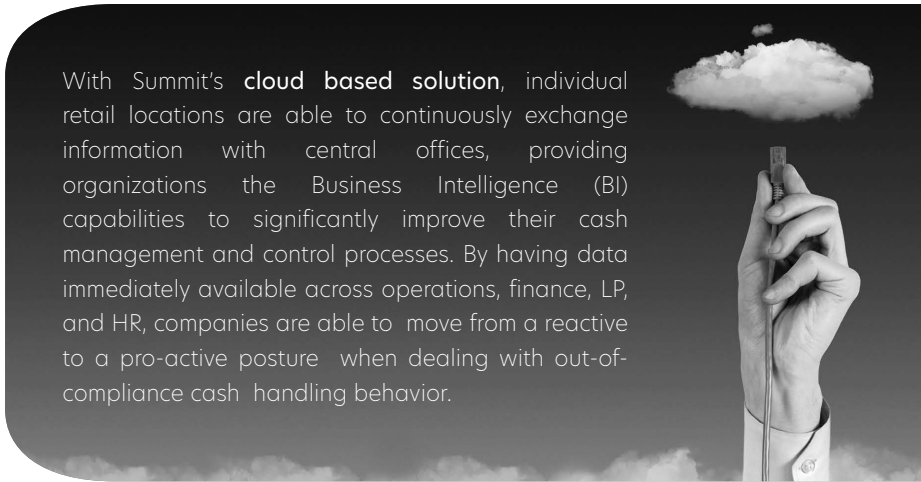 With Summit's cloud based solution, individual
retail locations are able to continuously exchange
information with central offices, providing
organizations the Business Intelligence (BI)
capabilities to significantly improve their cash
management and control processes. By having data
immediately available across operations, finance, LP,
and HR, companies are able to move from a reactive
to a pro-active posture when dealing with out-of-
compliance cash handling behavior.